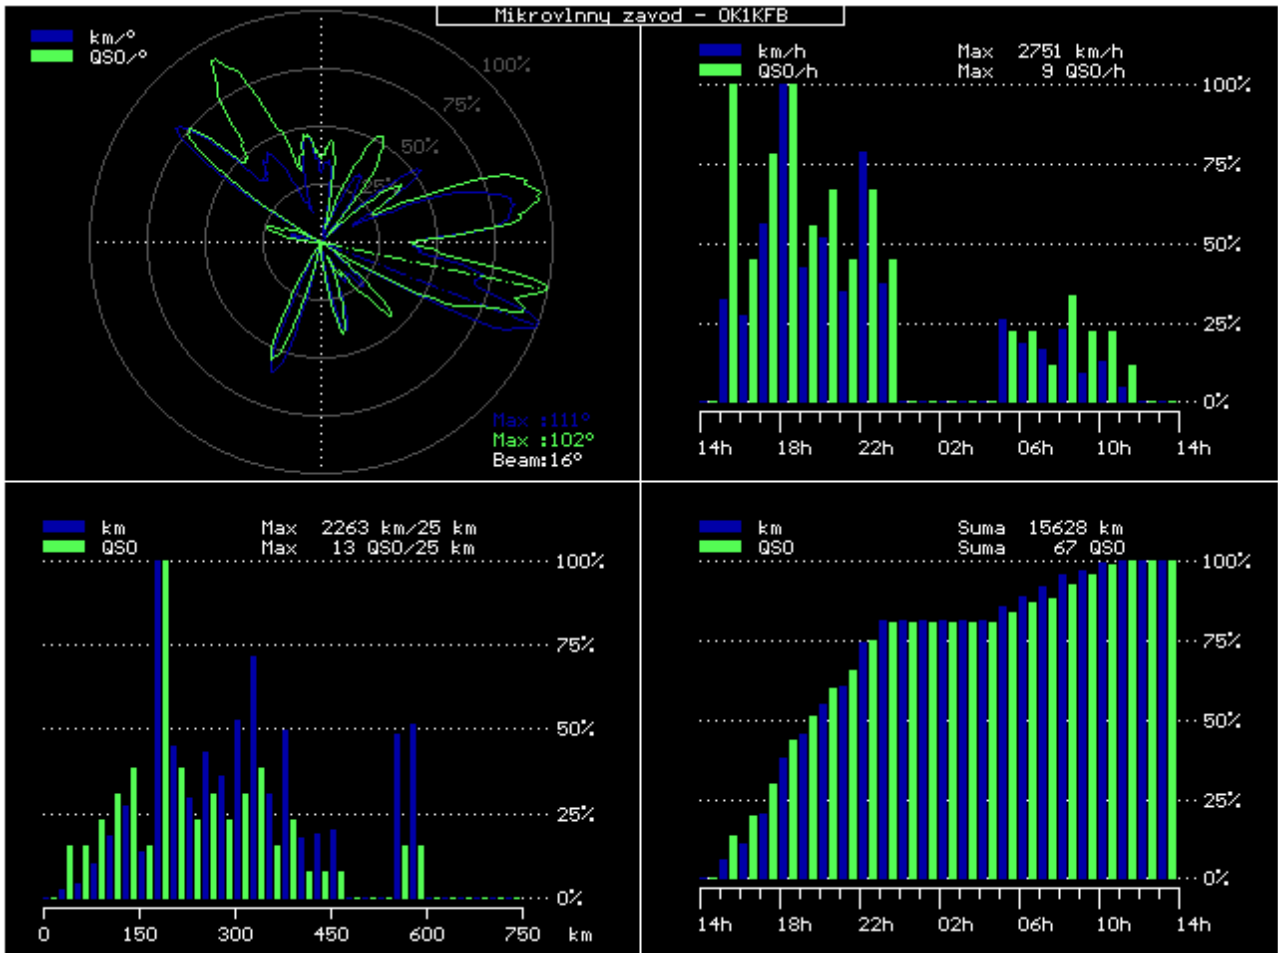 Mikrovlnny zavod - OK1KFB
km/°
QSO/°
100%
75%
50%
25%
Max :111°
Max :102°
Beam:16°
km/h Max 2751 km/h
QSO/h Max 9 QSO/h
100%
75%
50%
25%
0%
14h 18h 22h 02h 06h 10h 14h
km Max 2263 km/25 km
QSO Max 13 QSO/25 km
100%
75%
50%
25%
0%
0 150 300 450 600 750 km
km Suma 15628 km
QSO Suma 67 QSO
100%
75%
50%
25%
0%
14h 18h 22h 02h 06h 10h 14h